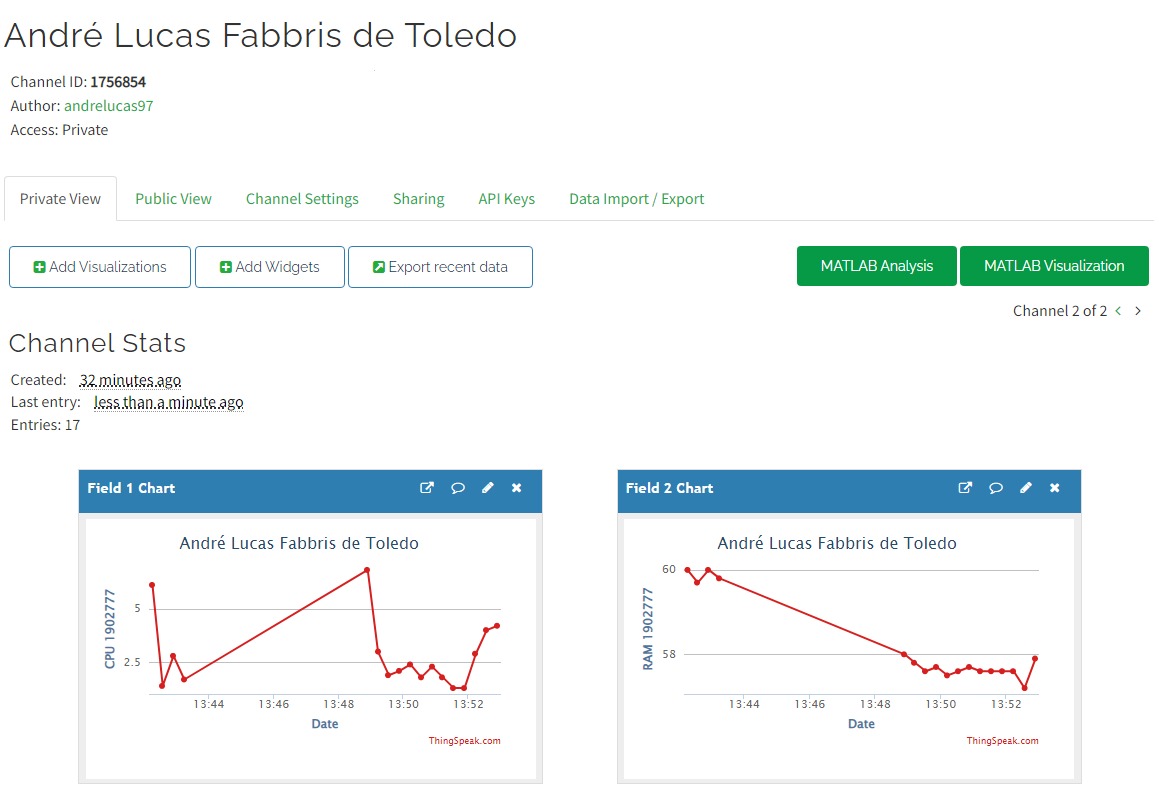 André Lucas Fabbris de Toledo
Channel ID: 1756854
Author: andrelucas97
Access: Private
Private View Public View Channel Settings Sharing API Keys Data Import / Export
Add Visualizations Add Widgets Export recent data MATLAB Analysis MATLAB Visualization
Channel 2 of 2 < >
Channel Stats
Created: 32 minutes ago
Last entry: less than a minute ago
Entries: 17
Field 1 Chart
André Lucas Fabbris de Toledo
CPU 1902777
5
2.5
13:44 13:46 13:48 13:50 13:52
Date
ThingSpeak.com
Field 2 Chart
André Lucas Fabbris de Toledo
RAM 1902777
60
58
13:44 13:46 13:48 13:50 13:52
Date
ThingSpeak.com